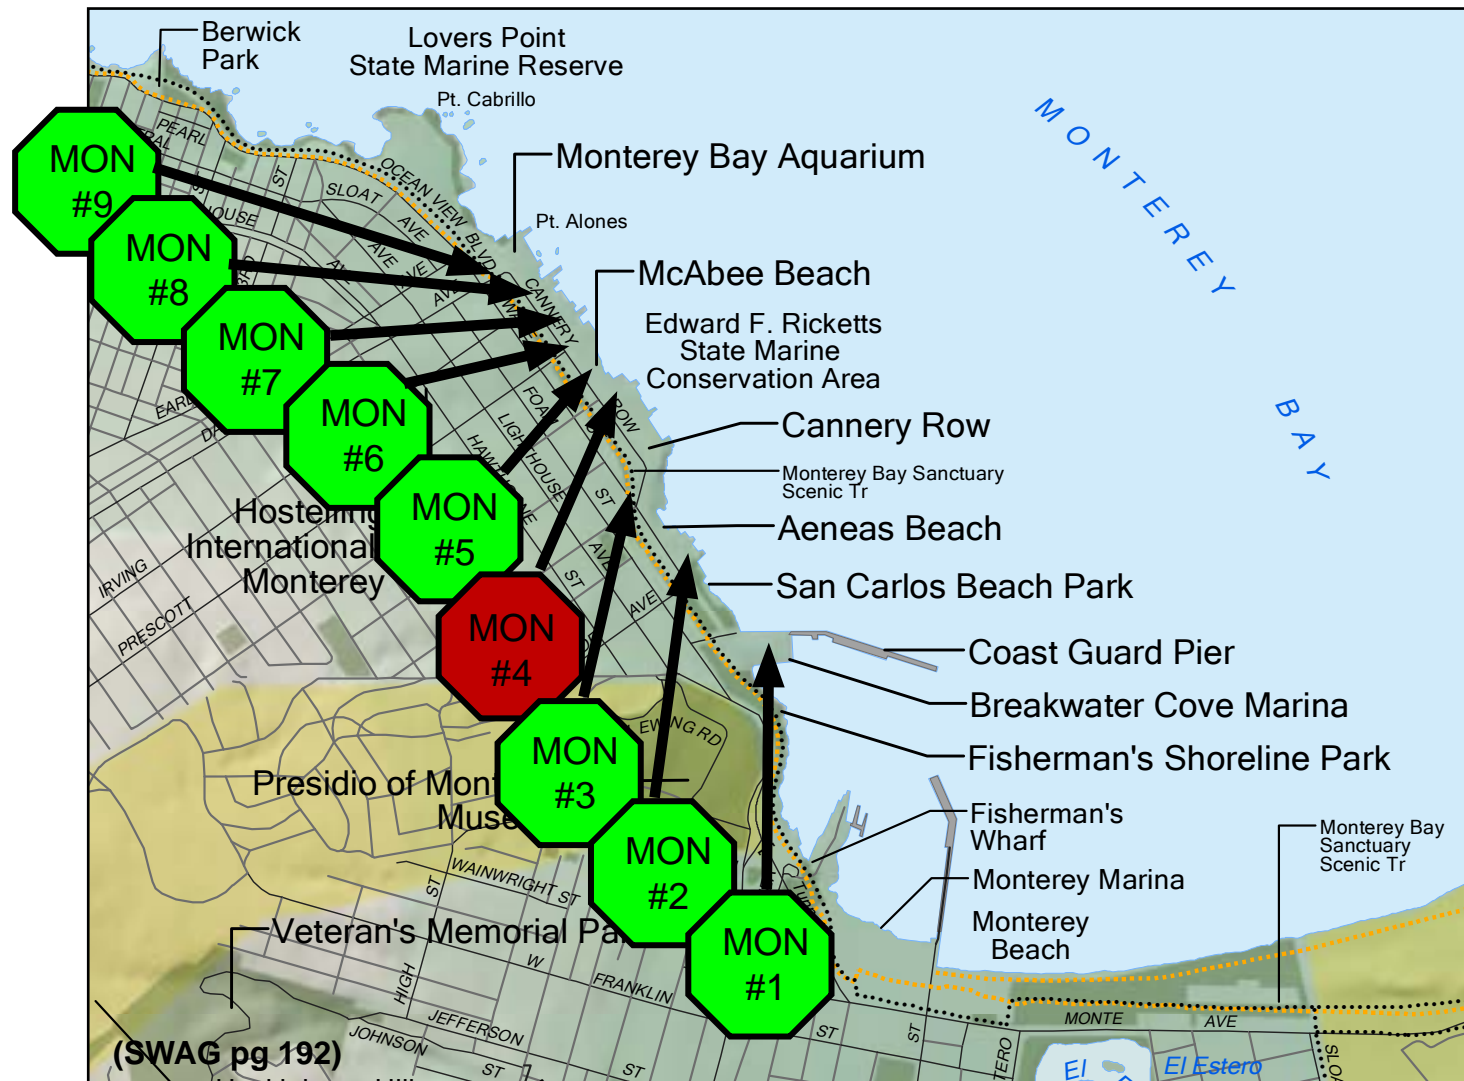 Berwick
Park
Lovers Point
State Marine Reserve
Pt. Cabrillo
PEARL
ST
SLOAT
AVE
OCEAN VIEW BLVD
Monterey Bay Aquarium
Pt. Alones
MON
#9
MON
#8
MON
#7
MON
#6
MON
#5
MON
#4
MON
#3
MON
#2
MON
#1
AVE
AVE
CANNERY
ROW
McAbee Beach
Edward F. Ricketts
State Marine
Conservation Area
Cannery Row
Monterey Bay Sanctuary
Scenic Tr
Aeneas Beach
San Carlos Beach Park
Coast Guard Pier
Breakwater Cove Marina
Fisherman's Shoreline Park
Fisherman's
Wharf
Monterey Marina
Monterey
Beach
Monterey Bay
Sanctuary
Scenic Tr
MONTEREY
BAY
FOAM
ST
LIGHTHOUSE
AVE
ST
AVE
Hostelling
International
Monterey
IRVING
PRESCOTT
EWING RD
Presidio of Mont
Muse
WAINWRIGHT ST
Veteran's Memorial Pa
HIGH
ST
W
FRANKLIN
ST
JEFFERSON
ST
JOHNSON
ST
ST
MONTE
AVE
El
El Estero
(SWAG pg 192)